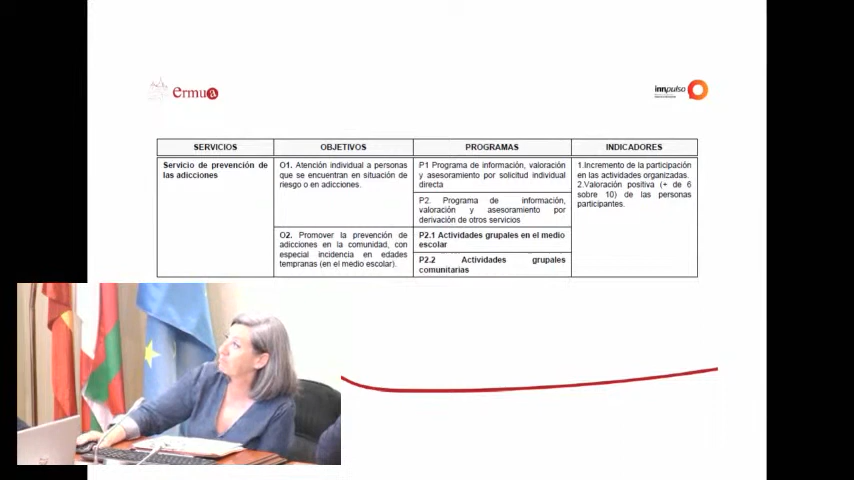 ermua
innpulso
SERVICIOS
OBJETIVOS
PROGRAMAS
INDICADORES
Servicio de prevención de
las adicciones
O1. Atención individual a personas
que se encuentran en situación de
riesgo o en adicciones.
P1 Programa de información, valoración
y asesoramiento por solicitud individual
directa
P2. Programa de información,
valoración y asesoramiento por
derivación de otros servicios
1.Incremento de la participación
en las actividades organizadas.
2.Valoración positiva (+ de 6
sobre 10) de las personas
participantes.
O2. Promover la prevención de
adicciones en la comunidad, con
especial incidencia en edades
tempranas (en el medio escolar).
P2.1 Actividades grupales en el medio
escolar
P2.2 Actividades grupales
comunitarias